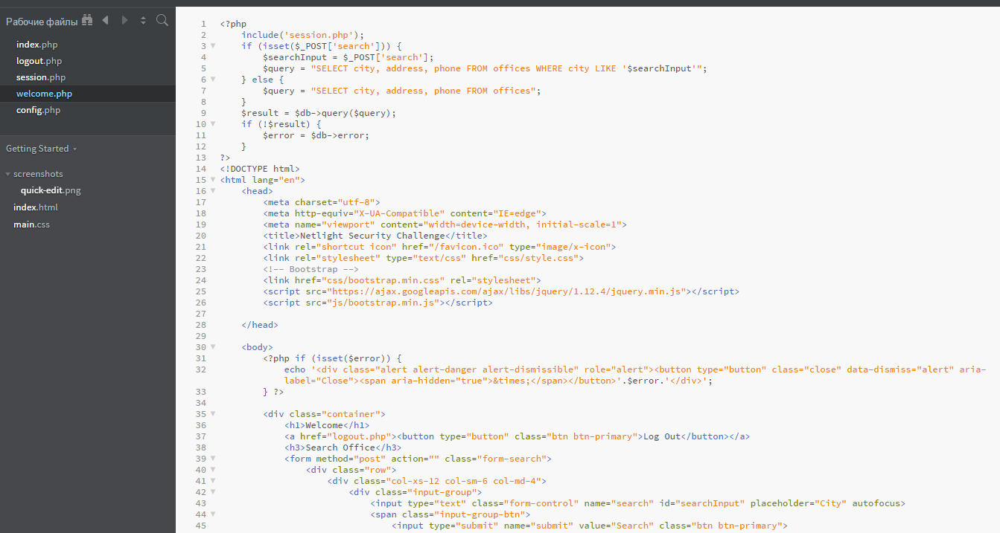 Рабочие файлы
index.php
logout.php
session.php
welcome.php
config.php
Getting Started
screenshots
quick-edit.png
index.html
main.css
1 <?php
2 include('session.php');
3 if (isset($_POST['search'])) {
4 $searchInput = $_POST['search'];
5 $query = "SELECT city, address, phone FROM offices WHERE city LIKE '$searchInput'";
6 } else {
7 $query = "SELECT city, address, phone FROM offices";
8 }
9 $result = $db->query($query);
10 if (!$result) {
11 $error = $db->error;
12 }
13 ?>
14 <!DOCTYPE html>
15 <html lang="en">
16 <head>
17 <meta charset="utf-8">
18 <meta http-equiv="X-UA-Compatible" content="IE=edge">
19 <meta name="viewport" content="width=device-width, initial-scale=1">
20 <title>Netlight Security Challenge</title>
21 <link rel="shortcut icon" href="/favicon.ico" type="image/x-icon">
22 <link rel="stylesheet" type="text/css" href="css/style.css">
23 <!-- Bootstrap -->
24 <link href="css/bootstrap.min.css" rel="stylesheet">
25 <script src="https://ajax.googleapis.com/ajax/libs/jquery/1.12.4/jquery.min.js"></script>
26 <script src="js/bootstrap.min.js"></script>
27
28 </head>
29
30 <body>
31 <?php if (isset($error)) {
32 echo '<div class="alert alert-danger alert-dismissible" role="alert"><button type="button" class="close" data-dismiss="alert" aria-
label="Close"><span aria-hidden="true">&times;</span></button>'.$error.'</div>';
33 } ?>
34
35 <div class="container">
36 <h1>Welcome</h1>
37 <a href="logout.php"><button type="button" class="btn btn-primary">Log Out</button></a>
38 <h3>Search Office</h3>
39 <form method="post" action="" class="form-search">
40 <div class="row">
41 <div class="col-xs-12 col-sm-6 col-md-4">
42 <div class="input-group">
43 <input type="text" class="form-control" name="search" id="searchInput" placeholder="City" autofocus>
44 <span class="input-group-btn">
45 <input type="submit" name="submit" value="Search" class="btn btn-primary">